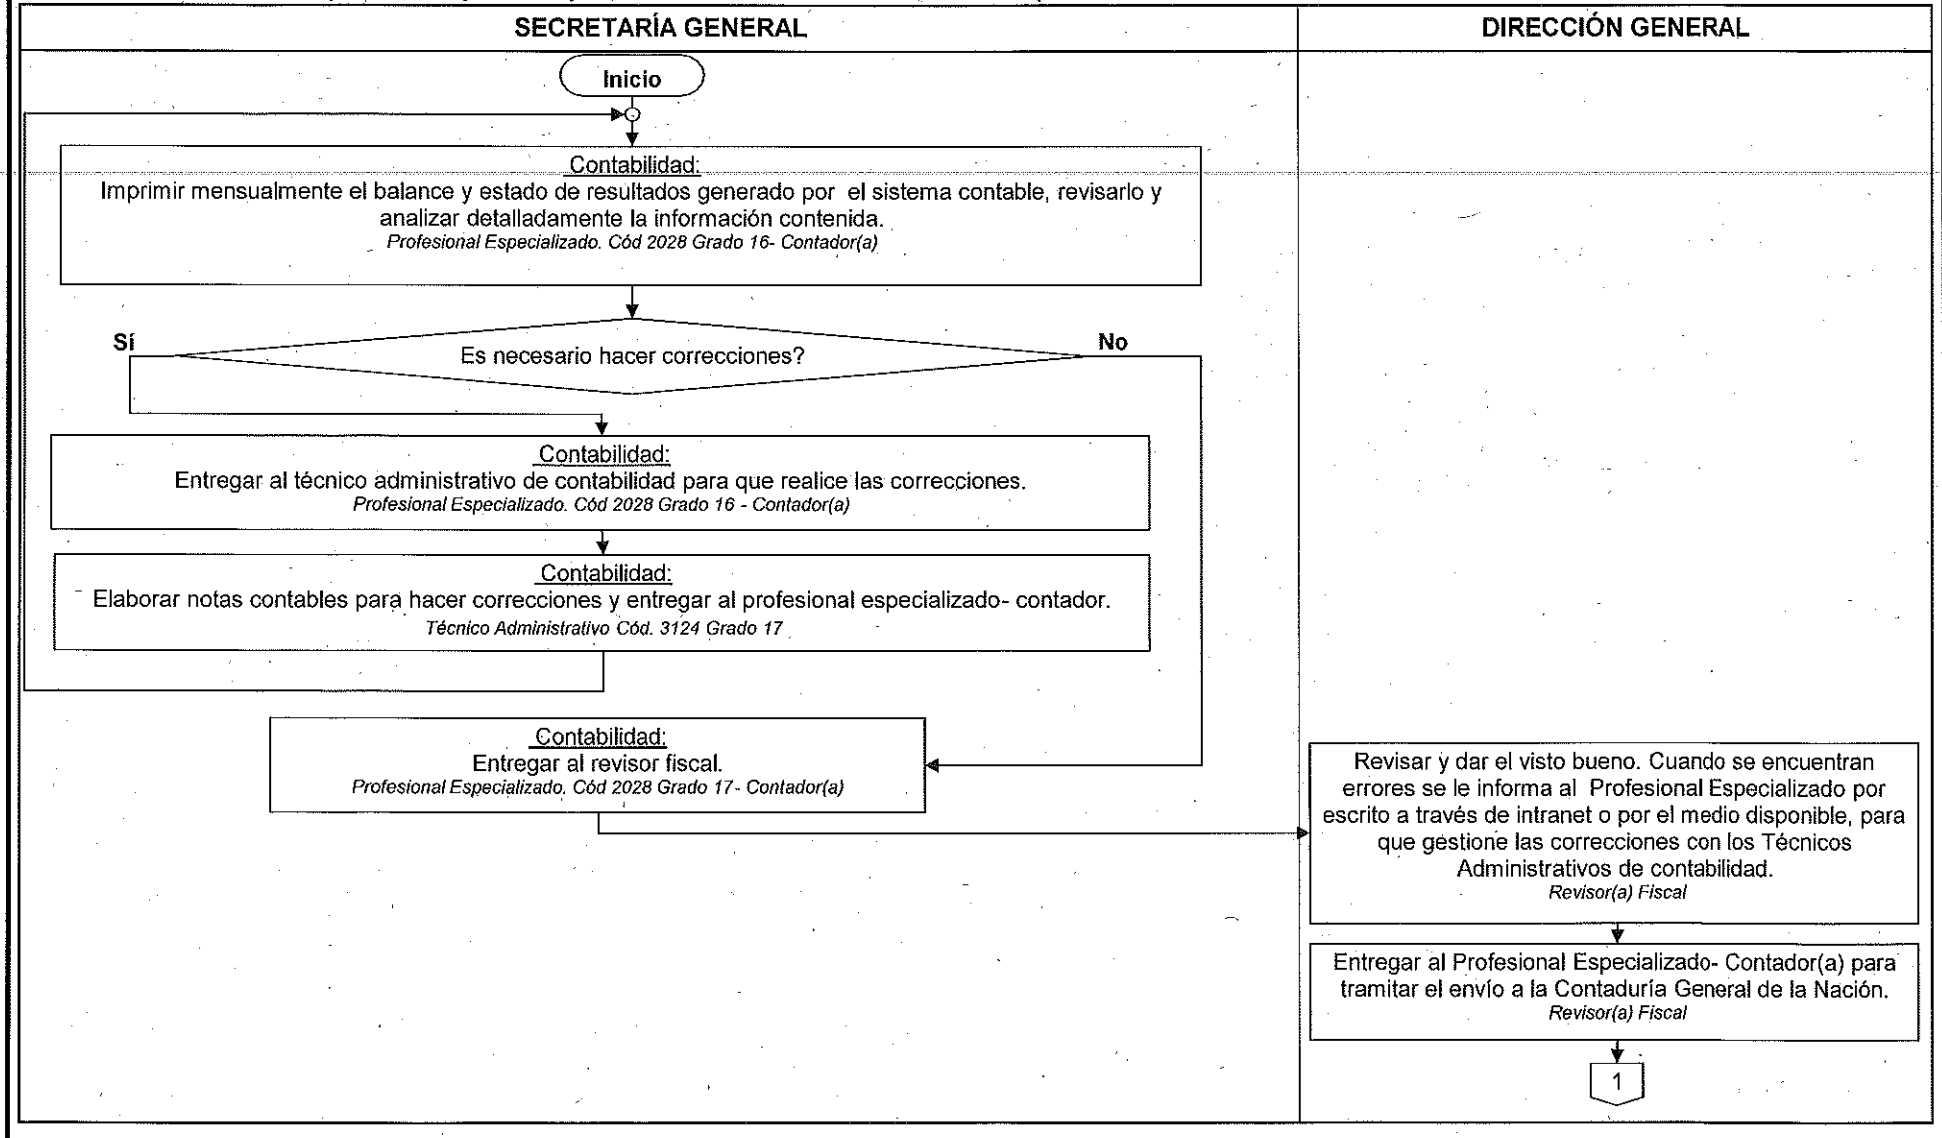 SECRETARÍA GENERAL
DIRECCIÓN GENERAL
Inicio
Contabilidad:
Imprimir mensualmente el balance y estado de resultados generado por el sistema contable, revisarlo y
analizar detalladamente la información contenida.
Profesional Especializado. Cód 2028 Grado 16- Contador(a)
Sí
Es necesario hacer correcciones?
No
Contabilidad:
Entregar al técnico administrativo de contabilidad para que realice las correcciones.
Profesional Especializado. Cód 2028 Grado 16 - Contador(a)
Contabilidad:
Elaborar notas contables para hacer correcciones y entregar al profesional especializado- contador.
Técnico Administrativo Cód. 3124 Grado 17
Contabilidad:
Entregar al revisor fiscal.
Profesional Especializado. Cód 2028 Grado 17- Contador(a)
Revisar y dar el visto bueno. Cuando se encuentran
errores se le informa al Profesional Especializado por
escrito a través de intranet o por el medio disponible, para
que gestione las correcciones con los Técnicos
Administrativos de contabilidad.
Revisor(a) Fiscal
Entregar al Profesional Especializado- Contador(a) para
tramitar el envío a la Contaduría General de la Nación.
Revisor(a) Fiscal
1